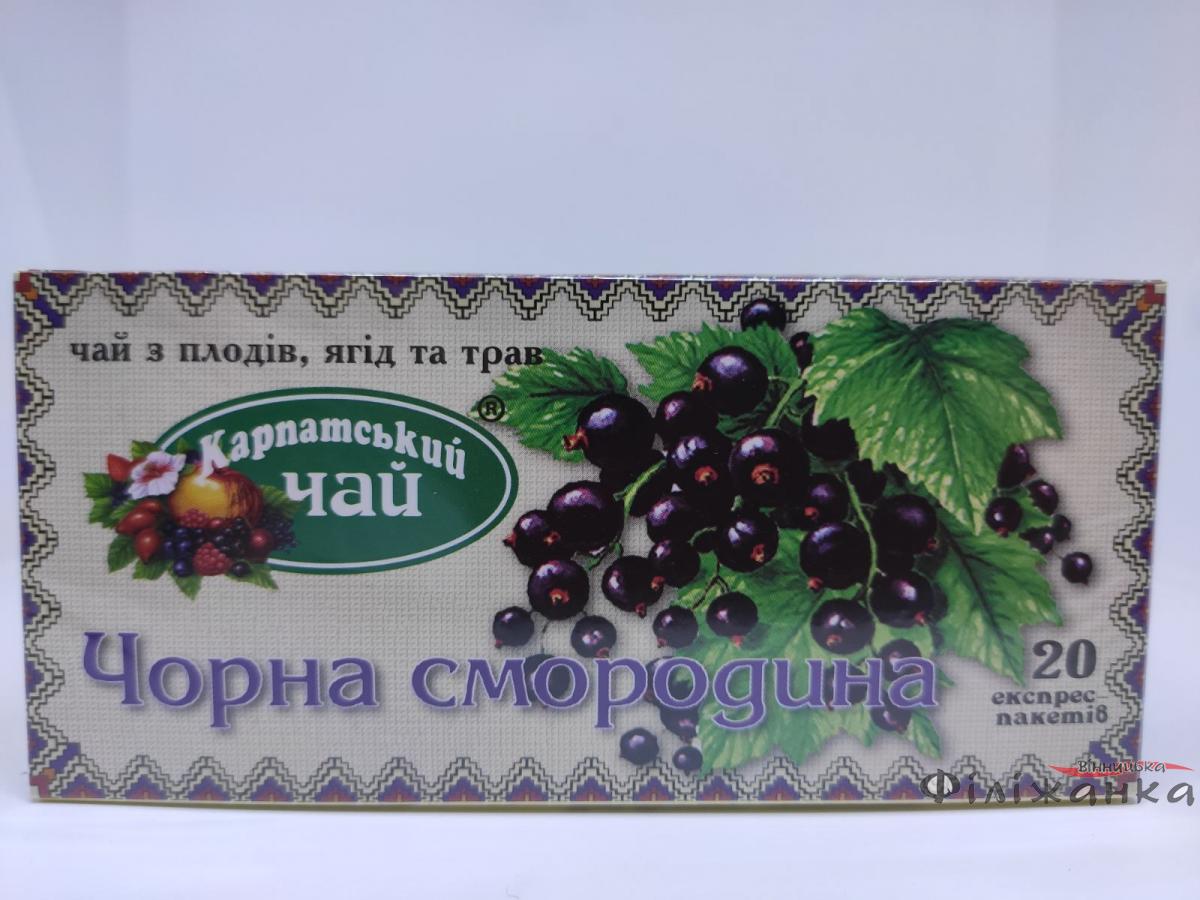 чай з плодів, ягід та трав
®
Карпатський
чай
Чорна смородина
20
експрес
пакетів
Вінницька
Філіжанка